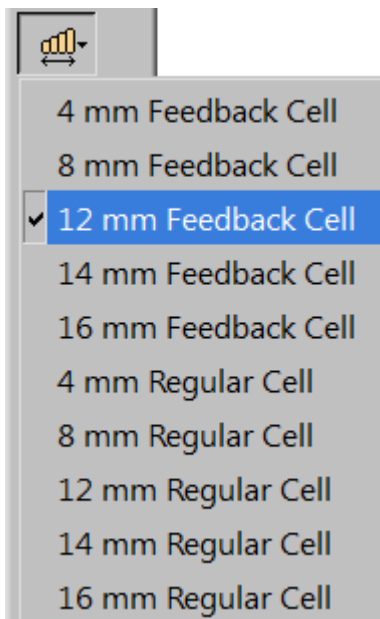 4 mm Feedback Cell
8 mm Feedback Cell
12 mm Feedback Cell
14 mm Feedback Cell
16 mm Feedback Cell
4 mm Regular Cell
8 mm Regular Cell
12 mm Regular Cell
14 mm Regular Cell
16 mm Regular Cell